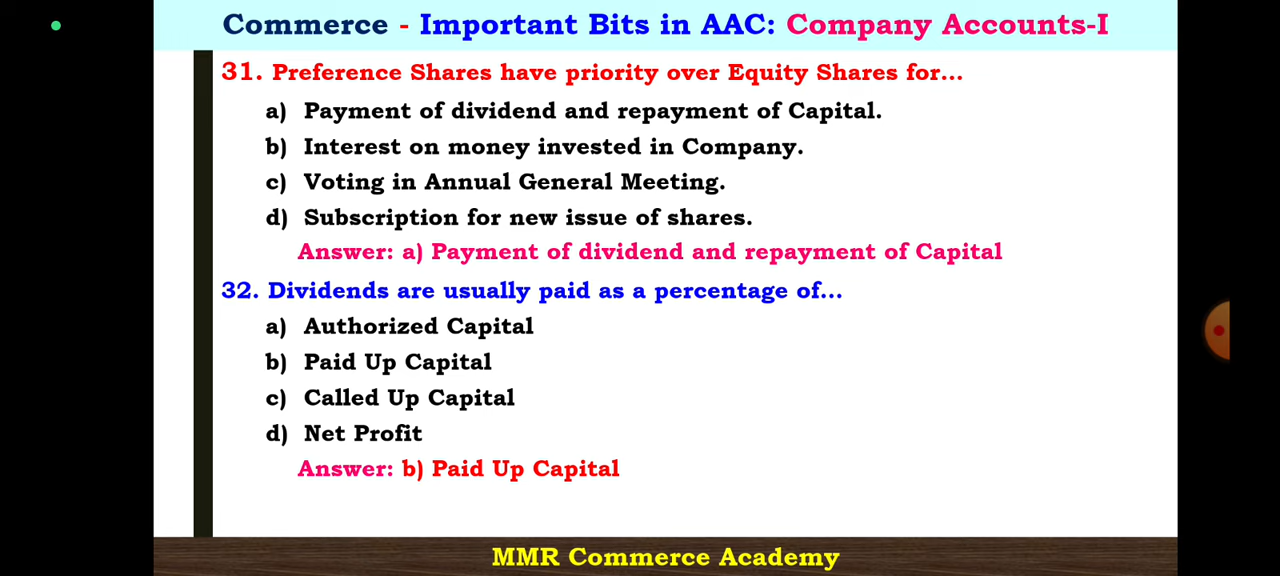 Commerce - Important Bits in AAC: Company Accounts-I
31. Preference Shares have priority over Equity Shares for...
a) Payment of dividend and repayment of Capital.
b) Interest on money invested in Company.
c) Voting in Annual General Meeting.
d) Subscription for new issue of shares.
Answer: a) Payment of dividend and repayment of Capital
32. Dividends are usually paid as a percentage of...
a) Authorized Capital
b) Paid Up Capital
c) Called Up Capital
d) Net Profit
Answer: b) Paid Up Capital
MMR Commerce Academy